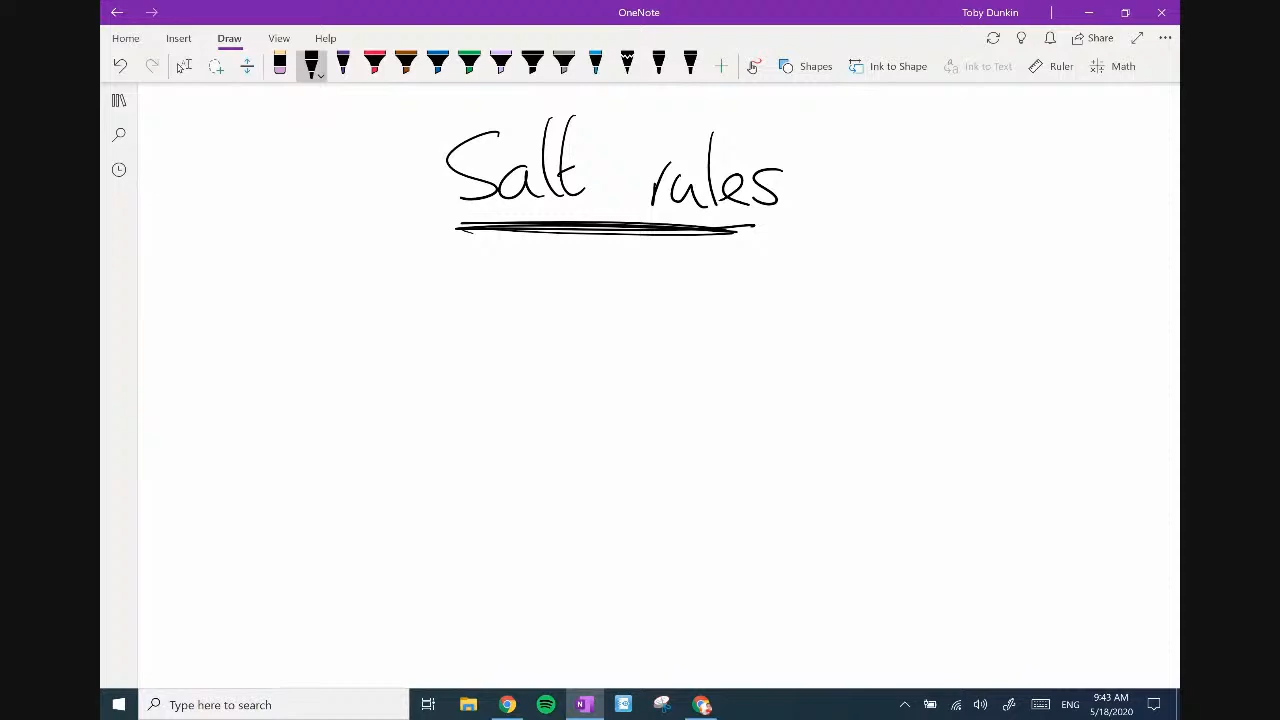 OneNote
Toby Dunkin
Home Insert Draw View Help
Share
Shapes Ink to Shape Ink to Text Ruler Math
Salt rules
Type here to search
ENG
9:43 AM
5/18/2020